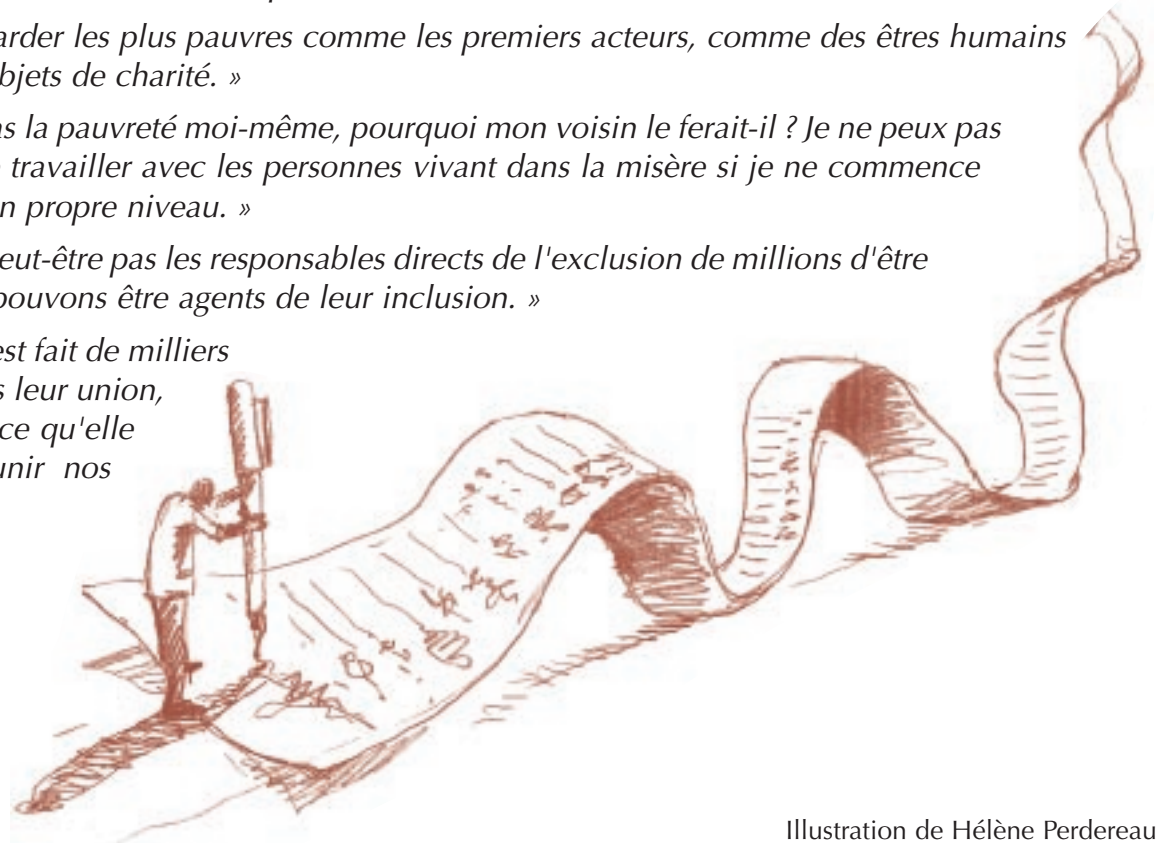 arder les plus pauvres comme les premiers acteurs, comme des êtres humains
bjets de charité. »
as la pauvreté moi-même, pourquoi mon voisin le ferait-il ? Je ne peux pas
travailler avec les personnes vivant dans la misère si je ne commence
n propre niveau. »
eut-être pas les responsables directs de l'exclusion de millions d'être
pouvons être agents de leur inclusion. »
est fait de milliers
s leur union,
ce qu'elle
unir nos
Illustration de Hélène Perdereau